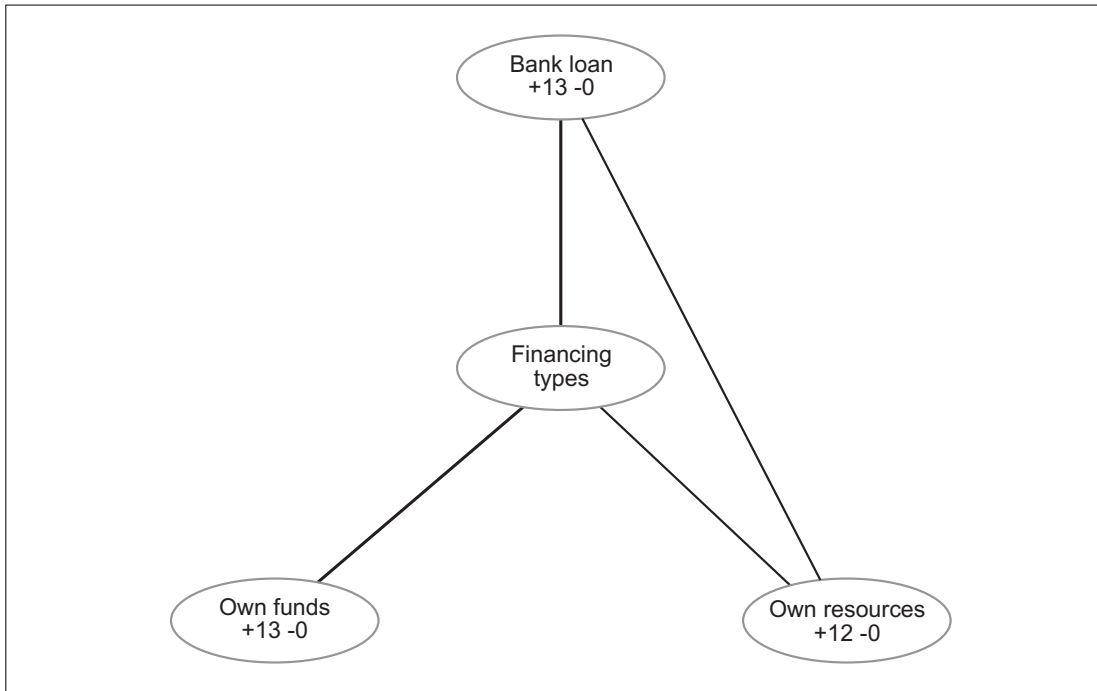 Bank loan
+13 -0
Financing
types
Own funds
+13 -0
Own resources
+12 -0